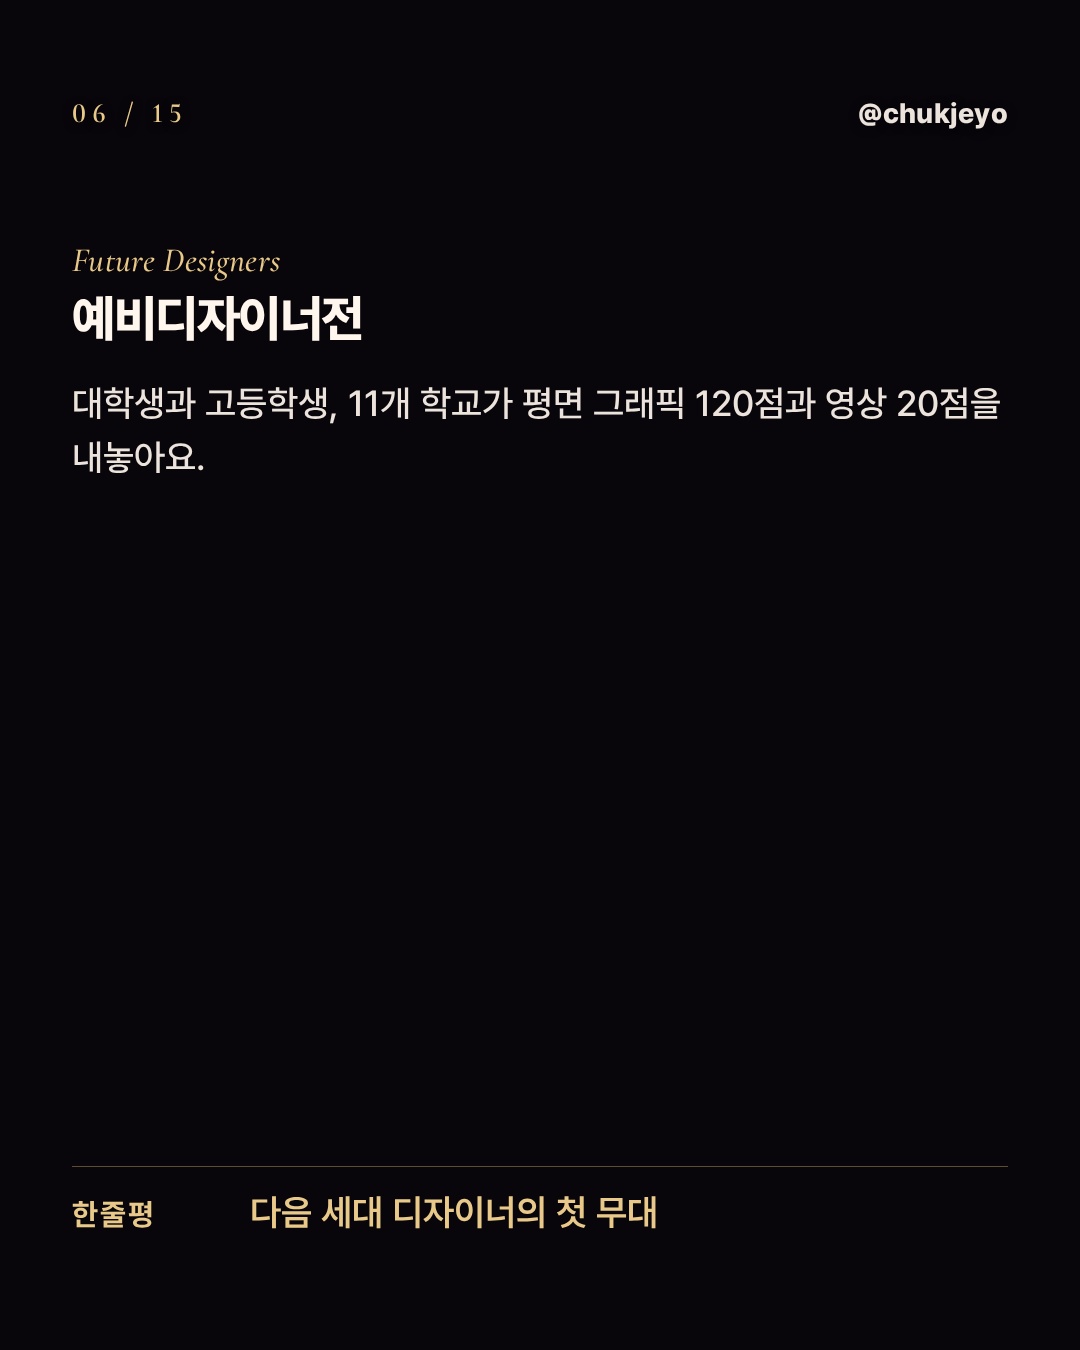 06 / 15
@chukjeyo
Future Designers
예비디자이너전
대학생과 고등학생, 11개 학교가 평면 그래픽 120점과 영상 20점을
내놓아요.
한줄평
다음 세대 디자이너의 첫 무대